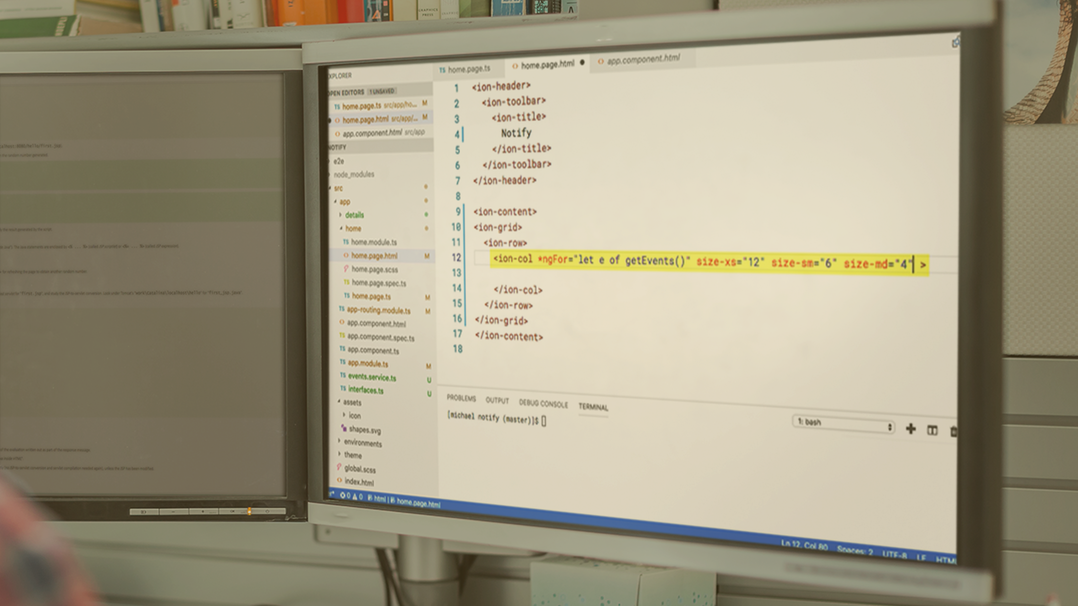 EXPLORER
OPEN EDITORS 1 UNSAVED
TS home.page.ts src/app/ho... M
home.page.html src/app/... M
app.component.html src/app
NOTIFY
e2e
node_modules
src
app
details
home
TS home.module.ts
home.page.html M
home.page.scss
TS home.page.spec.ts
TS home.page.ts M
TS app-routing.module.ts M
app.component.html
TS app.component.spec.ts
TS app.component.ts
TS app.module.ts M
TS events.service.ts U
TS interfaces.ts U
assets
icon
shapes.svg
environments
theme
global.scss
index.html
TS home.page.ts
home.page.html
app.component.html
1 <ion-header>
2 <ion-toolbar>
3 <ion-title>
4 Notify
5 </ion-title>
6 </ion-toolbar>
7 </ion-header>
8
9 <ion-content>
10 <ion-grid>
11 <ion-row>
12 <ion-col *ngFor="let e of getEvents()" size-xs="12" size-sm="6" size-md="4" >
13
14 </ion-col>
15 </ion-row>
16 </ion-grid>
17 </ion-content>
18
PROBLEMS OUTPUT DEBUG CONSOLE TERMINAL
[michael notify (master)]$
1: bash
0 0 html | home.page.html
Ln 12, Col 80 Spaces: 2 UTF-8 LF HTML